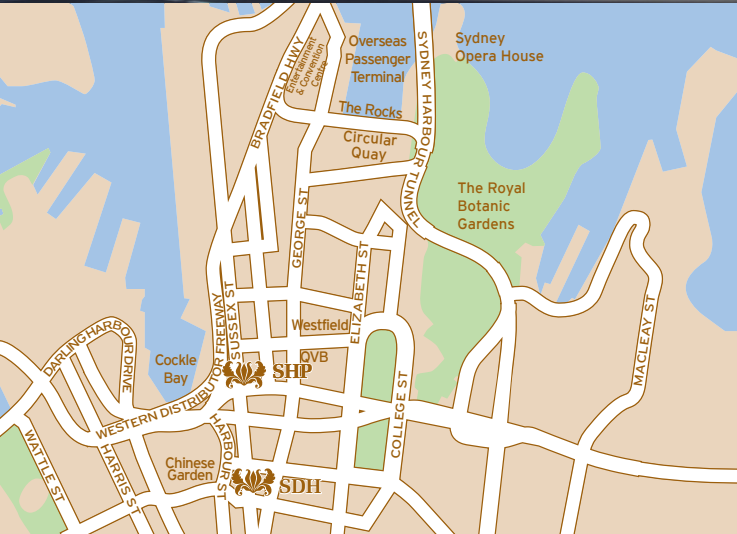 Overseas
Passenger
Terminal
Sydney
Opera House
BRADFIELD HWY
Entertainment
& Convention
Centre
SYDNEY HARBOUR TUNNEL
The Rocks
Circular
Quay
The Royal
Botanic
Gardens
GEORGE ST
ELIZABETH ST
SUSSEX ST
WESTERN DISTRIBUTOR FREEWAY
Westfield
QVB
MACLEAY ST
DARLING HARBOUR DRIVE
Cockle
Bay
SHP
COLLEGE ST
WATTLE ST
HARRIS ST
HARBOUR ST
Chinese
Garden
SDH